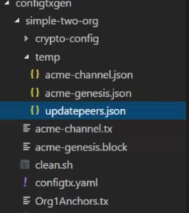 configtxgen
simple-two-org
crypto-config
temp
{} acme-channel.json
{} acme-genesis.json
{} updatepeers.json
acme-channel.tx
acme-genesis.block
clean.sh
! configtx.yaml
Org1Anchors.tx